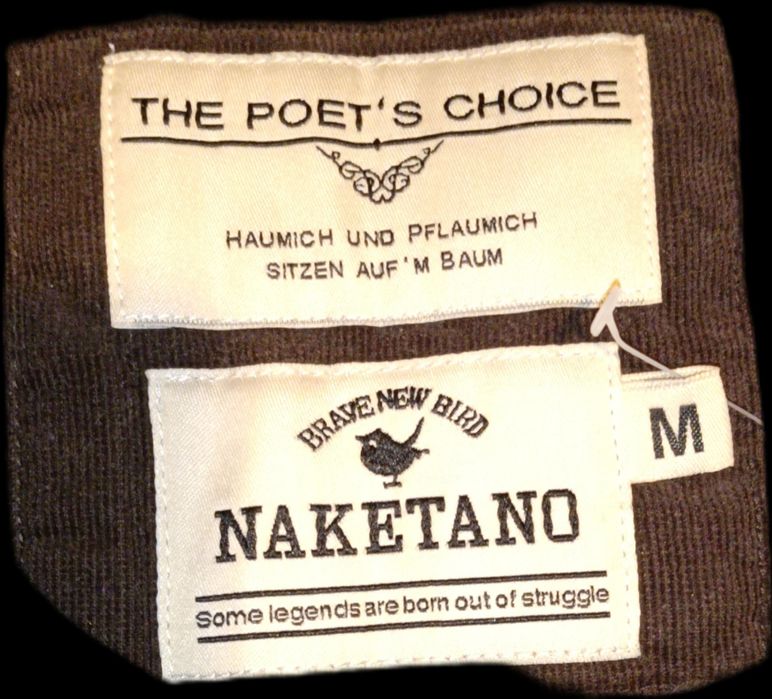 THE POET'S CHOICE
HAUMICH UND PFLAUMICH
SITZEN AUF'M BAUM
BRAVE NEW BIRD
NAKETANO
Some legends are born out of struggle
M